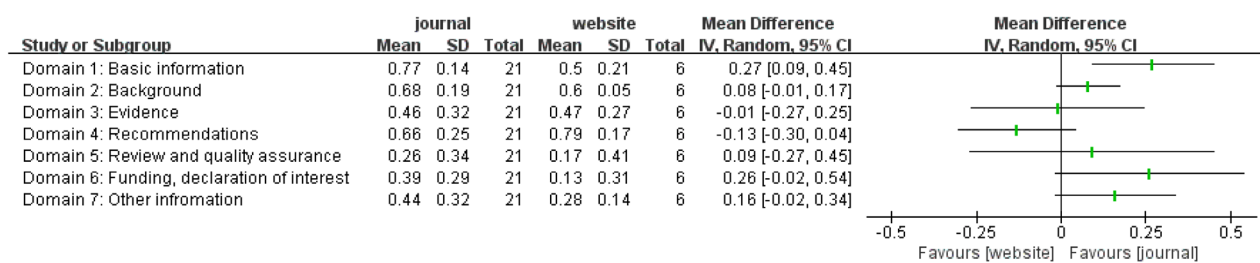 journal website Mean Difference Mean Difference
Study or Subgroup Mean SD Total Mean SD Total IV, Random, 95% CI IV, Random, 95% CI
Domain 1: Basic information 0.77 0.14 21 0.5 0.21 6 0.27 [0.09, 0.45]
Domain 2: Background 0.68 0.19 21 0.6 0.05 6 0.08 [-0.01, 0.17]
Domain 3: Evidence 0.46 0.32 21 0.47 0.27 6 -0.01 [-0.27, 0.25]
Domain 4: Recommendations 0.66 0.25 21 0.79 0.17 6 -0.13 [-0.30, 0.04]
Domain 5: Review and quality assurance 0.26 0.34 21 0.17 0.41 6 0.09 [-0.27, 0.45]
Domain 6: Funding, declaration of interest 0.39 0.29 21 0.13 0.31 6 0.26 [-0.02, 0.54]
Domain 7: Other infromation 0.44 0.32 21 0.28 0.14 6 0.16 [-0.02, 0.34]
-0.5 -0.25 0 0.25 0.5
Favours [website] Favours [journal]